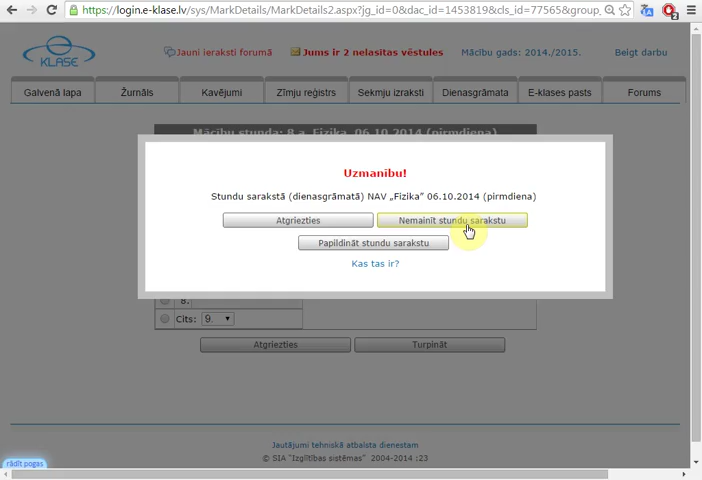 https://login.e-klase.lv/sys/MarkDetails/MarkDetails2.aspx?jg_id=0&dac_id=1453819&cls_id=77565&group_
2
KLASE
Jauni ieraksti forumā
Jums ir 2 nelasītas vēstules
Mācību gads: 2014./2015.
Beigt darbu
Galvenā lapa
Žurnāls
Kavējumi
Zīmju reģistrs
Sekmju izraksti
Dienasgrāmata
E-klases pasts
Forums
Mācību stunda: 8.a Fizika, 06.10.2014 (pirmdiena)
Uzmanību!
Stundu sarakstā (dienasgrāmatā) NAV „Fizika” 06.10.2014 (pirmdiena)
Atgriezties
Nemainīt stundu sarakstu
Papildināt stundu sarakstu
Kas tas ir?
8.
Cits: 9.
Atgriezties
Turpināt
Jautājumi tehniskā atbalsta dienestam
© SIA "Izglītības sistēmas" 2004-2014 :23
rādīt pogas